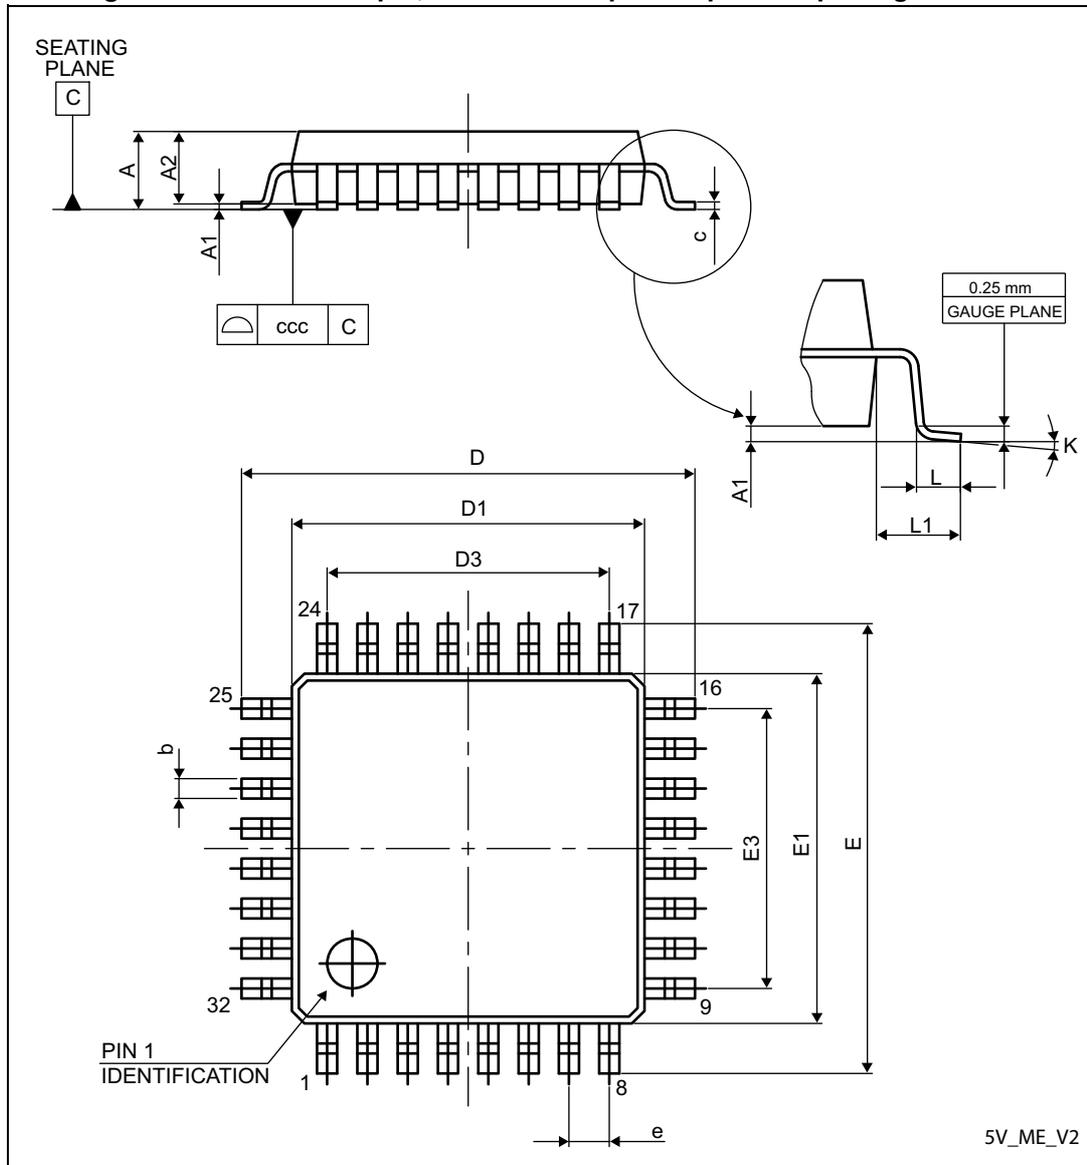 SEATING
PLANE
C
A
A2
A1
c
ccc
C
0.25 mm
GAUGE PLANE
A1
K
L
L1
D
D1
D3
24
17
25
16
b
E3
E1
E
32
9
PIN 1
IDENTIFICATION
1
8
e
5V_ME_V2